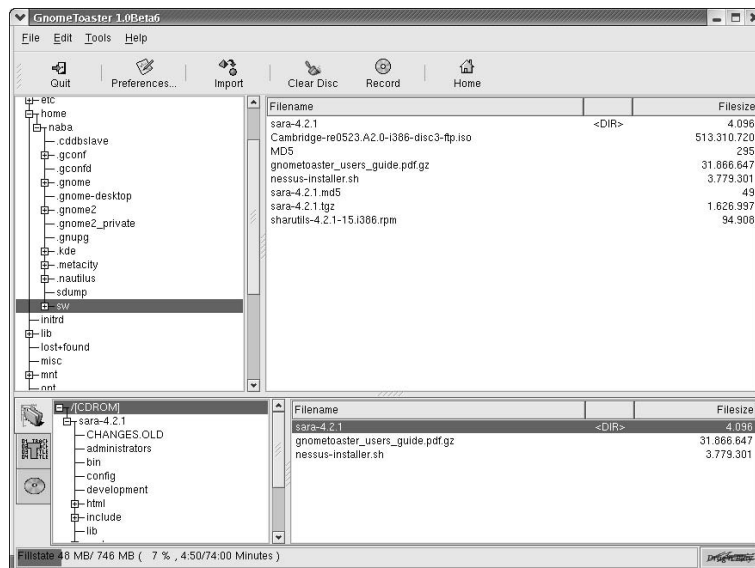 GnomeToaster 1.0Beta6
File Edit Tools Help
Quit Preferences... Import Clear Disc Record Home
etc
home
naba
.cddbslave
.gconf
.gconfd
.gnome
.gnome-desktop
.gnome2
.gnome2_private
.gnupg
.kde
.metacity
.nautilus
sdump
sw
initrd
lib
lost+found
misc
mnt
opt
Filename Filesize
sara-4.2.1 <DIR> 4.096
Cambridge-re0523.A2.0-i386-disc3-ftp.iso 513.310.720
MD5 295
gnometoaster_users_guide.pdf.gz 31.866.647
nessus-installer.sh 3.779.301
sara-4.2.1.md5 49
sara-4.2.1.tgz 1.626.997
sharutils-4.2.1-15.i386.rpm 94.908
/[CDROM]
sara-4.2.1
CHANGES.OLD
administrators
bin
config
development
html
include
lib
Filename Filesize
sara-4.2.1 <DIR> 4.096
gnometoaster_users_guide.pdf.gz 31.866.647
nessus-installer.sh 3.779.301
Fillstate 48 MB/ 746 MB ( 7 % , 4:50/74:00 Minutes )